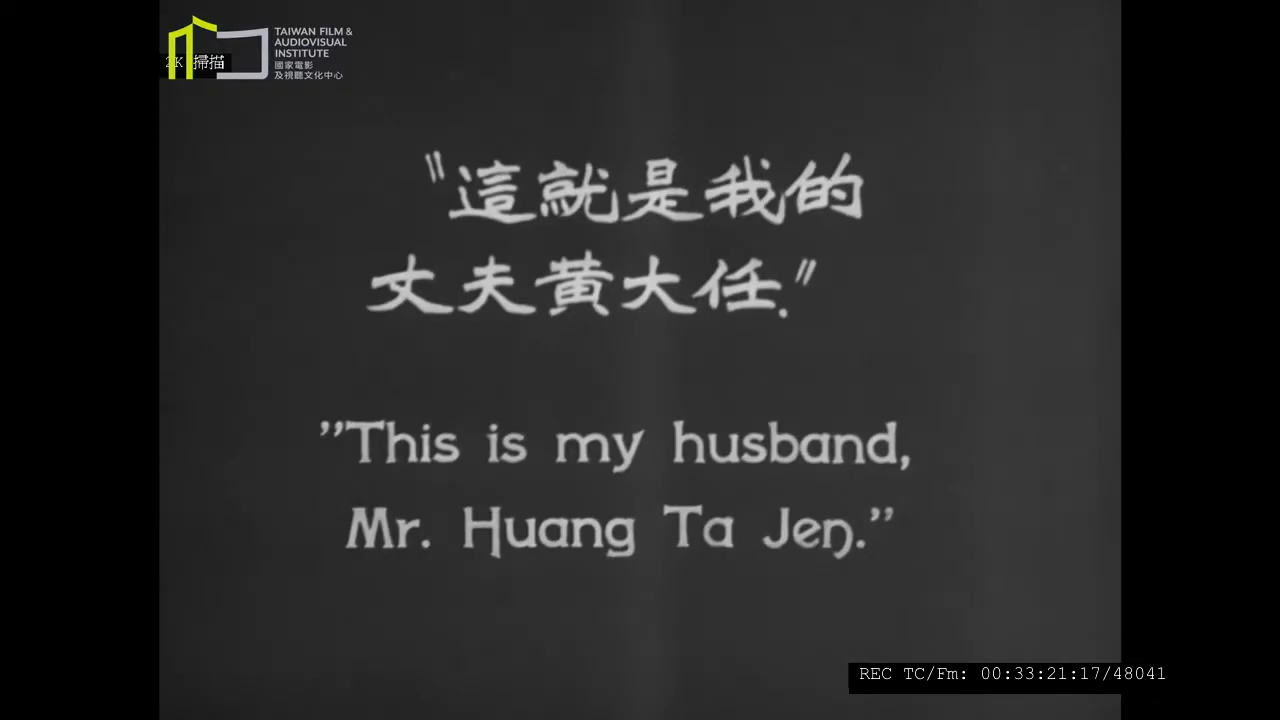 TAIWAN FILM &
AUDIOVISUAL
INSTITUTE
國家電影
及視聽文化中心
2K 掃描
"這就是我的
丈夫黃大任."
"This is my husband,
Mr. Huang Ta Jen."
REC TC/Fm: 00:33:21:17/48041